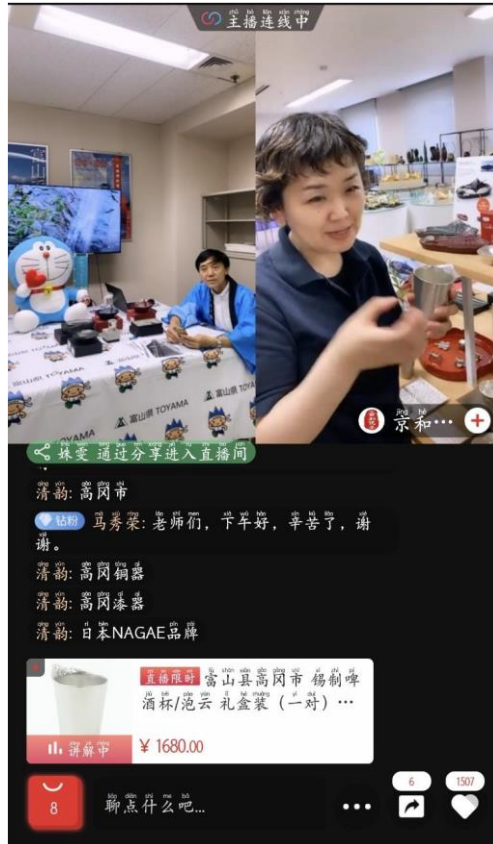 主播连线中
富山県 TOYAMA
富山県 TOYAMA
京和…
姝雯 通过分享进入直播间
清韵: 高冈市
钻粉 马秀荣: 老师们，下午好，辛苦了，谢
谢。
清韵: 高冈铜器
清韵: 高冈漆器
清韵: 日本NAGAE品牌
直播限时 富山县高冈市 锡制啤
酒杯/泡云 礼盒装（一对）…
讲解中
¥ 1680.00
8
聊点什么吧...
6
1507